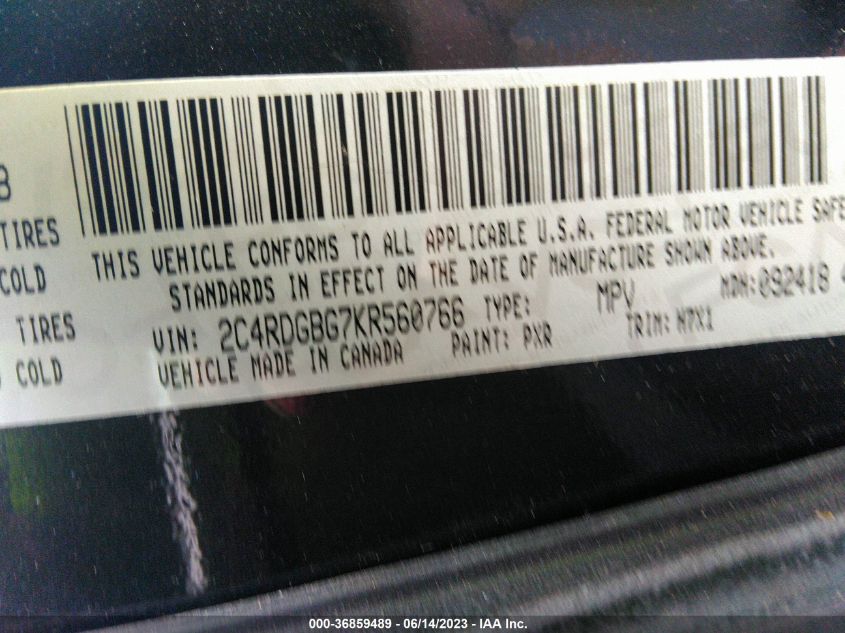 B
TIRES
COLD
TIRES
COLD
THIS VEHICLE CONFORMS TO ALL APPLICABLE U.S.A. FEDERAL MOTOR VEHICLE SAFE
STANDARDS IN EFFECT ON THE DATE OF MANUFACTURE SHOWN ABOVE.
VIN: 2C4RDGBG7KR560766 TYPE: MPV MDH:092418 4
VEHICLE MADE IN CANADA PAINT: PXR TRIM: HPX1
000-36859489 - 06/14/2023 - IAA Inc.